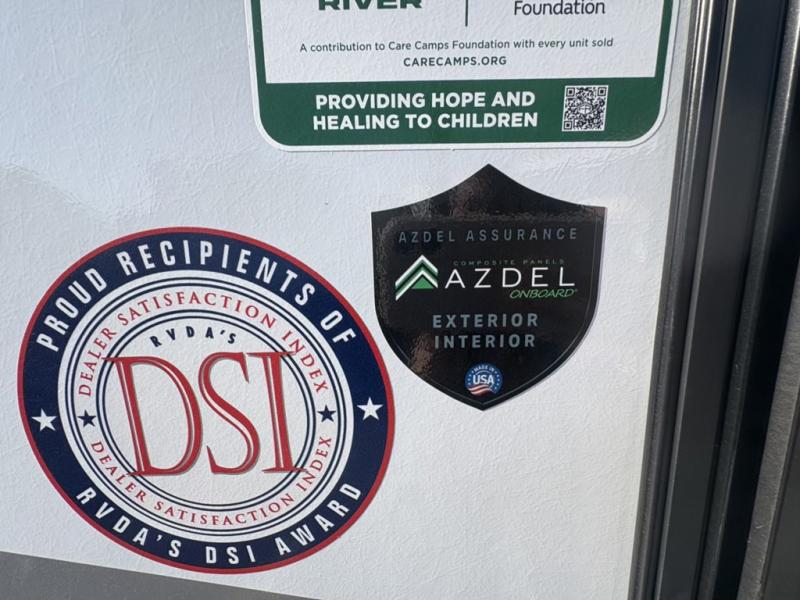 RIVER
Foundation
A contribution to Care Camps Foundation with every unit sold
CARECAMPS.ORG
PROVIDING HOPE AND
HEALING TO CHILDREN
AZDEL ASSURANCE
COMPOSITE PANELS
AZDEL
ONBOARD®
EXTERIOR
INTERIOR
MADE IN
USA
PROUD RECIPIENTS OF
DEALER SATISFACTION INDEX
RVDA'S
DSI
DEALER SATISFACTION INDEX
RVDA'S DSI AWARD